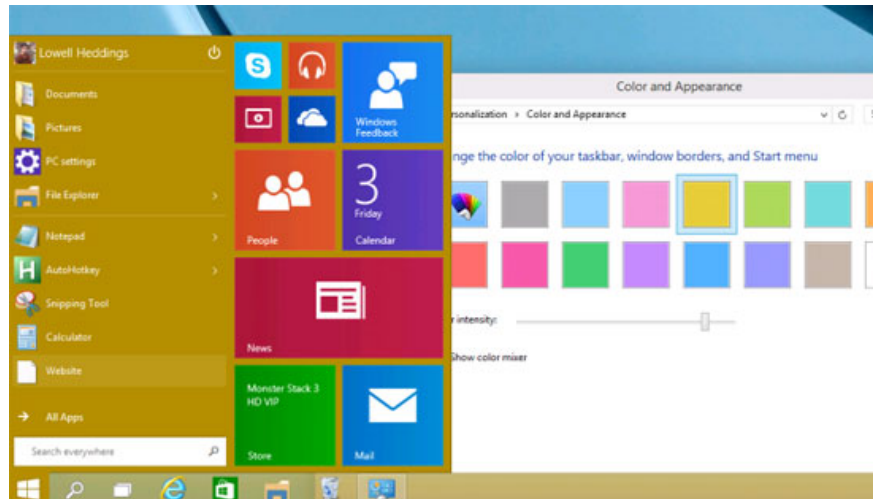 Lowell Heddings
Documents
Pictures
PC settings
File Explorer
Notepad
AutoHotkey
Snipping Tool
Calculator
Website
All Apps
Search everywhere
S
Windows
Feedback
People
3
Friday
Calendar
News
Monster Stack 3
HD VIP
Store
Mail
H
Color and Appearance
rsonalization › Color and Appearance
nge the color of your taskbar, window borders, and Start menu
r intensity:
Show color mixer